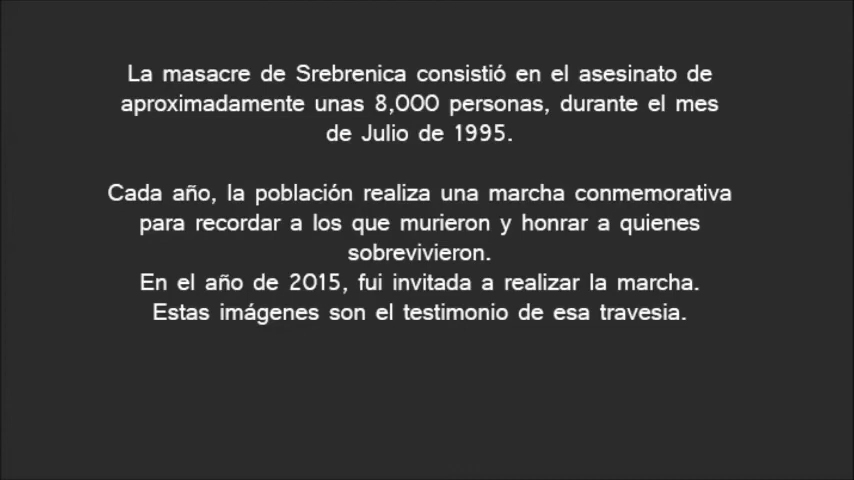 La masacre de Srebrenica consistió en el asesinato de
aproximadamente unas 8,000 personas, durante el mes
de Julio de 1995.
Cada año, la población realiza una marcha conmemorativa
para recordar a los que murieron y honrar a quienes
sobrevivieron.
En el año de 2015, fui invitada a realizar la marcha.
Estas imágenes son el testimonio de esa travesia.